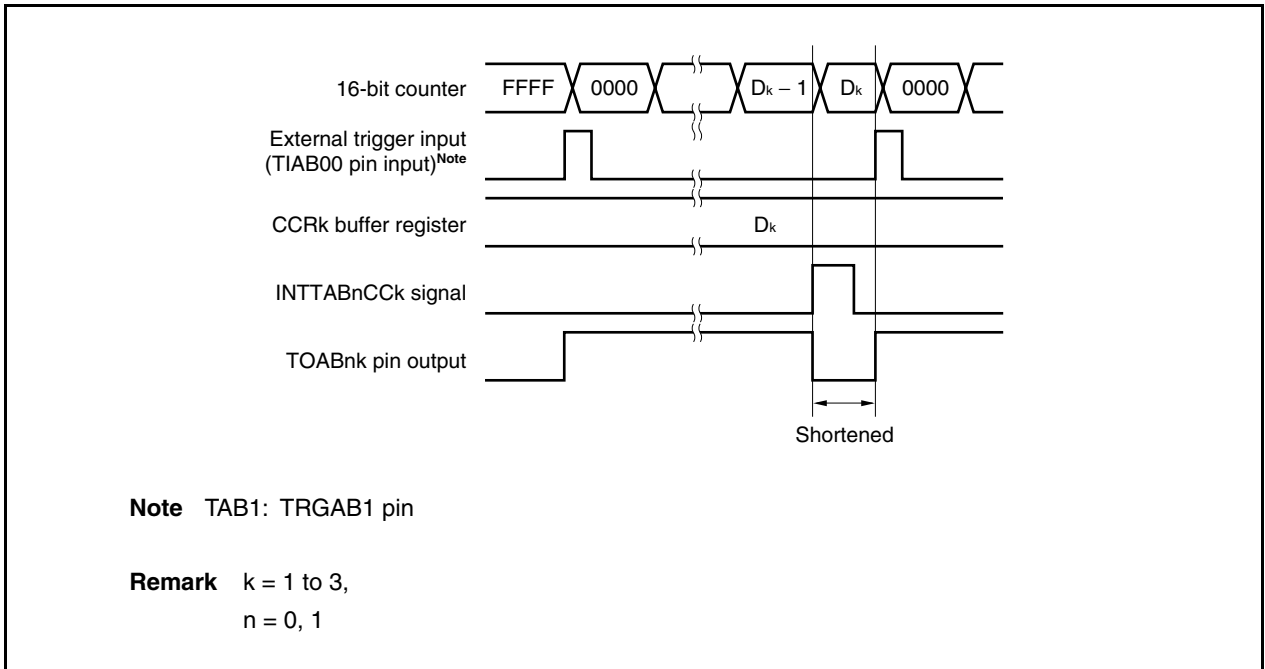 16-bit counter FFFF 0000 Dk − 1 Dk 0000
External trigger input
(TIAB00 pin input)Note
CCRk buffer register Dk
INTTABnCCk signal
TOABnk pin output
Shortened
Note TAB1: TRGAB1 pin
Remark k = 1 to 3,
n = 0, 1